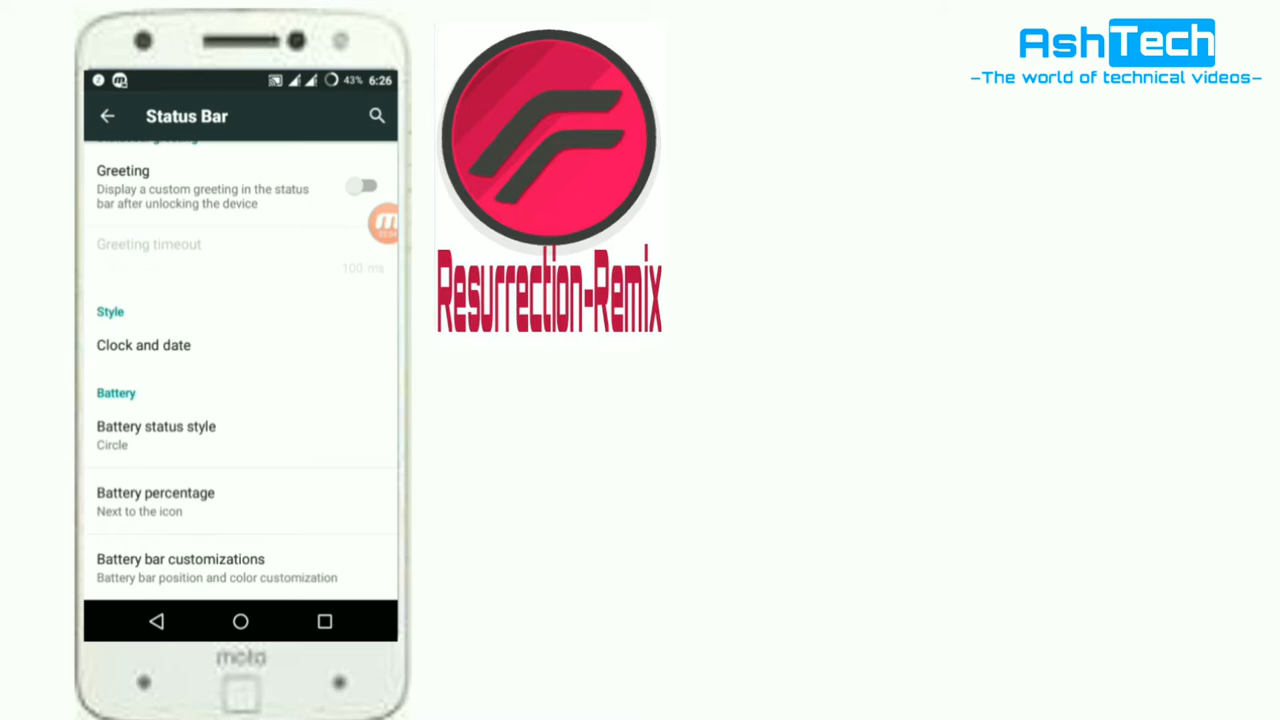 AshTech
–The world of technical videos–
43% 6:26
Status Bar
Greeting
Display a custom greeting in the status
bar after unlocking the device
Greeting timeout
100 ms
Style
Clock and date
Battery
Battery status style
Circle
Battery percentage
Next to the icon
Battery bar customizations
Battery bar position and color customization
moto
Resurrection-Remix